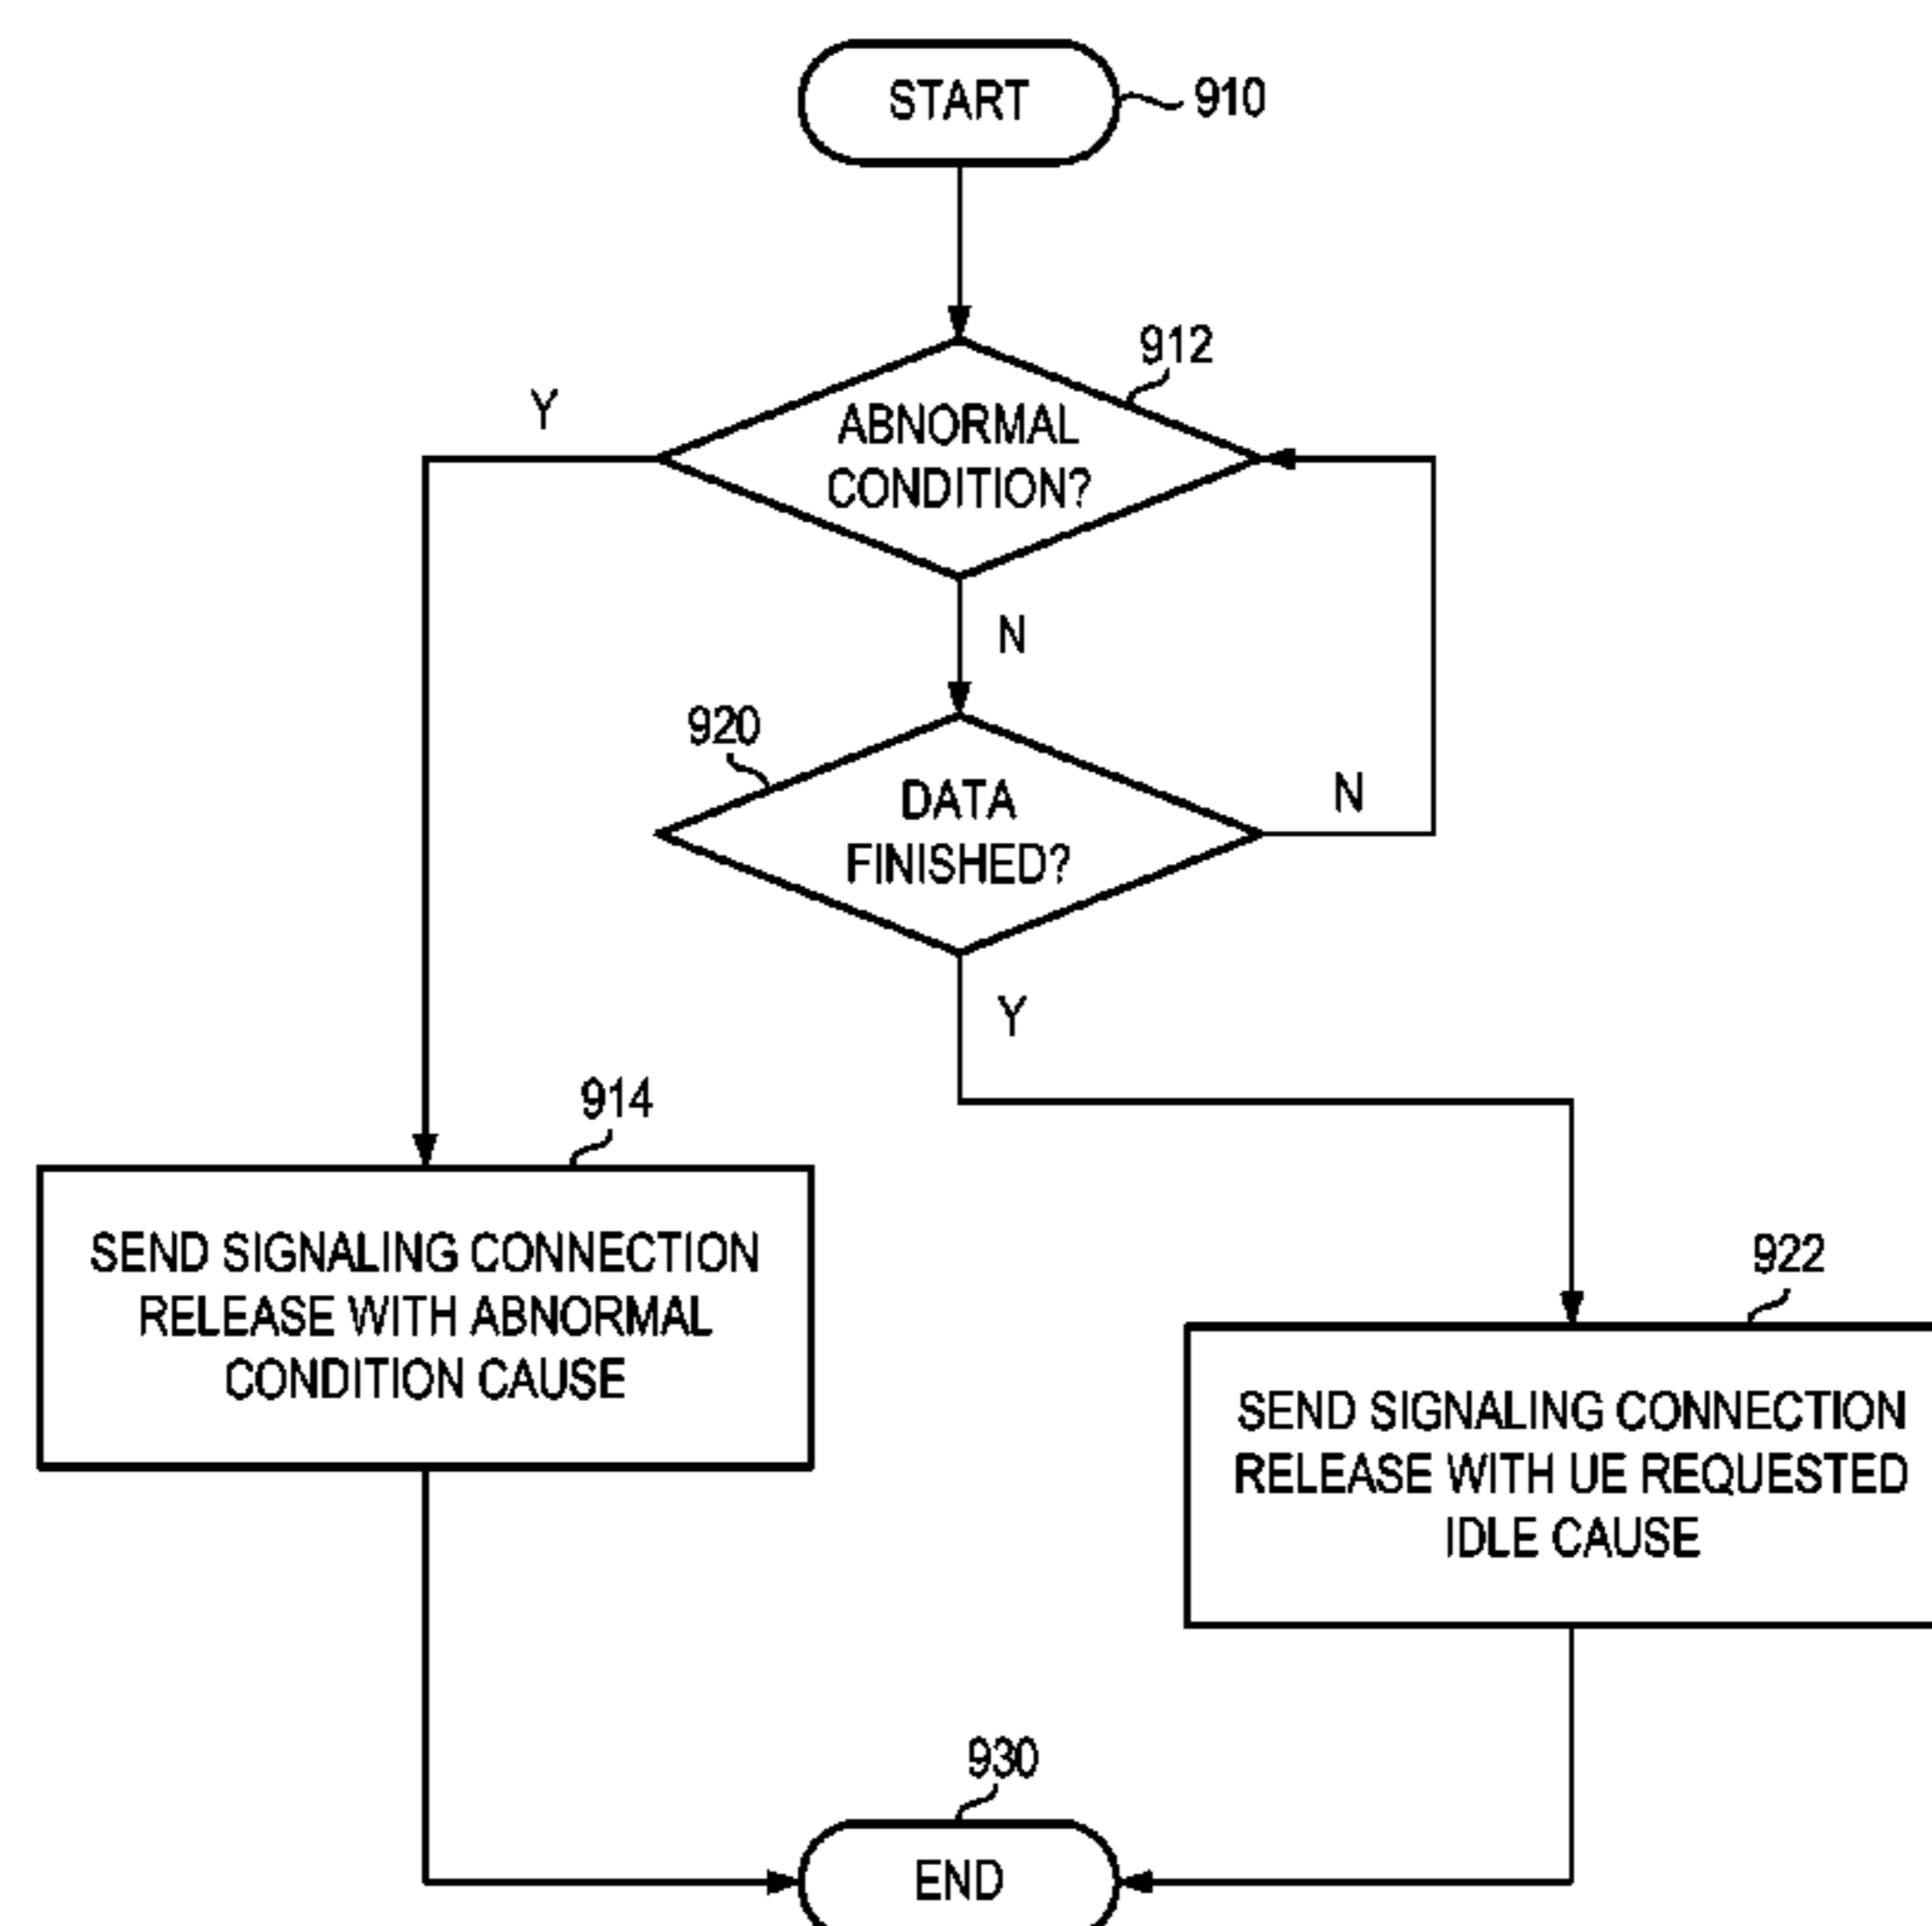 START
910
912
Y
ABNORMAL
CONDITION?
N
920
DATA
FINISHED?
N
Y
914
SEND SIGNALING CONNECTION
RELEASE WITH ABNORMAL
CONDITION CAUSE
922
SEND SIGNALING CONNECTION
RELEASE WITH UE REQUESTED
IDLE CAUSE
930
END